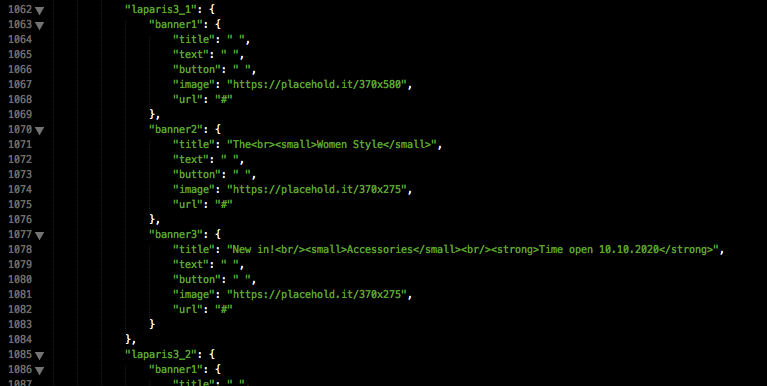 1062 "laparis3_1": {
1063 "banner1": {
1064 "title": " ",
1065 "text": " ",
1066 "button": " ",
1067 "image": "https://placehold.it/370x580",
1068 "url": "#"
1069 },
1070 "banner2": {
1071 "title": "The<br><small>Women Style</small>",
1072 "text": " ",
1073 "button": " ",
1074 "image": "https://placehold.it/370x275",
1075 "url": "#"
1076 },
1077 "banner3": {
1078 "title": "New in!<br/><small>Accessories</small><br/><strong>Time open 10.10.2020</strong>",
1079 "text": " ",
1080 "button": " ",
1081 "image": "https://placehold.it/370x275",
1082 "url": "#"
1083 }
1084 },
1085 "laparis3_2": {
1086 "banner1": {
1087 "title": " "